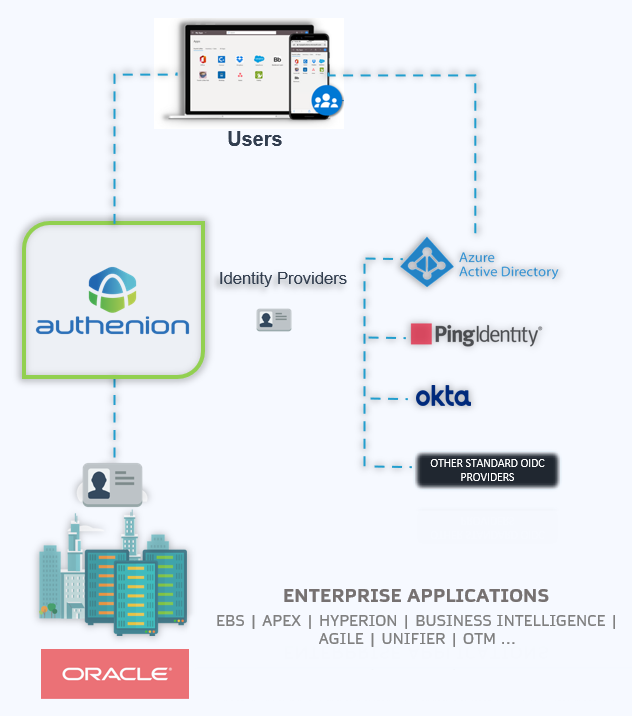 Users
authenion
Identity Providers
Azure
Active Directory
PingIdentity®
okta
OTHER STANDARD OIDC
PROVIDERS
ENTERPRISE APPLICATIONS
EBS | APEX | HYPERION | BUSINESS INTELLIGENCE |
AGILE | UNIFIER | OTM ...
ORACLE®